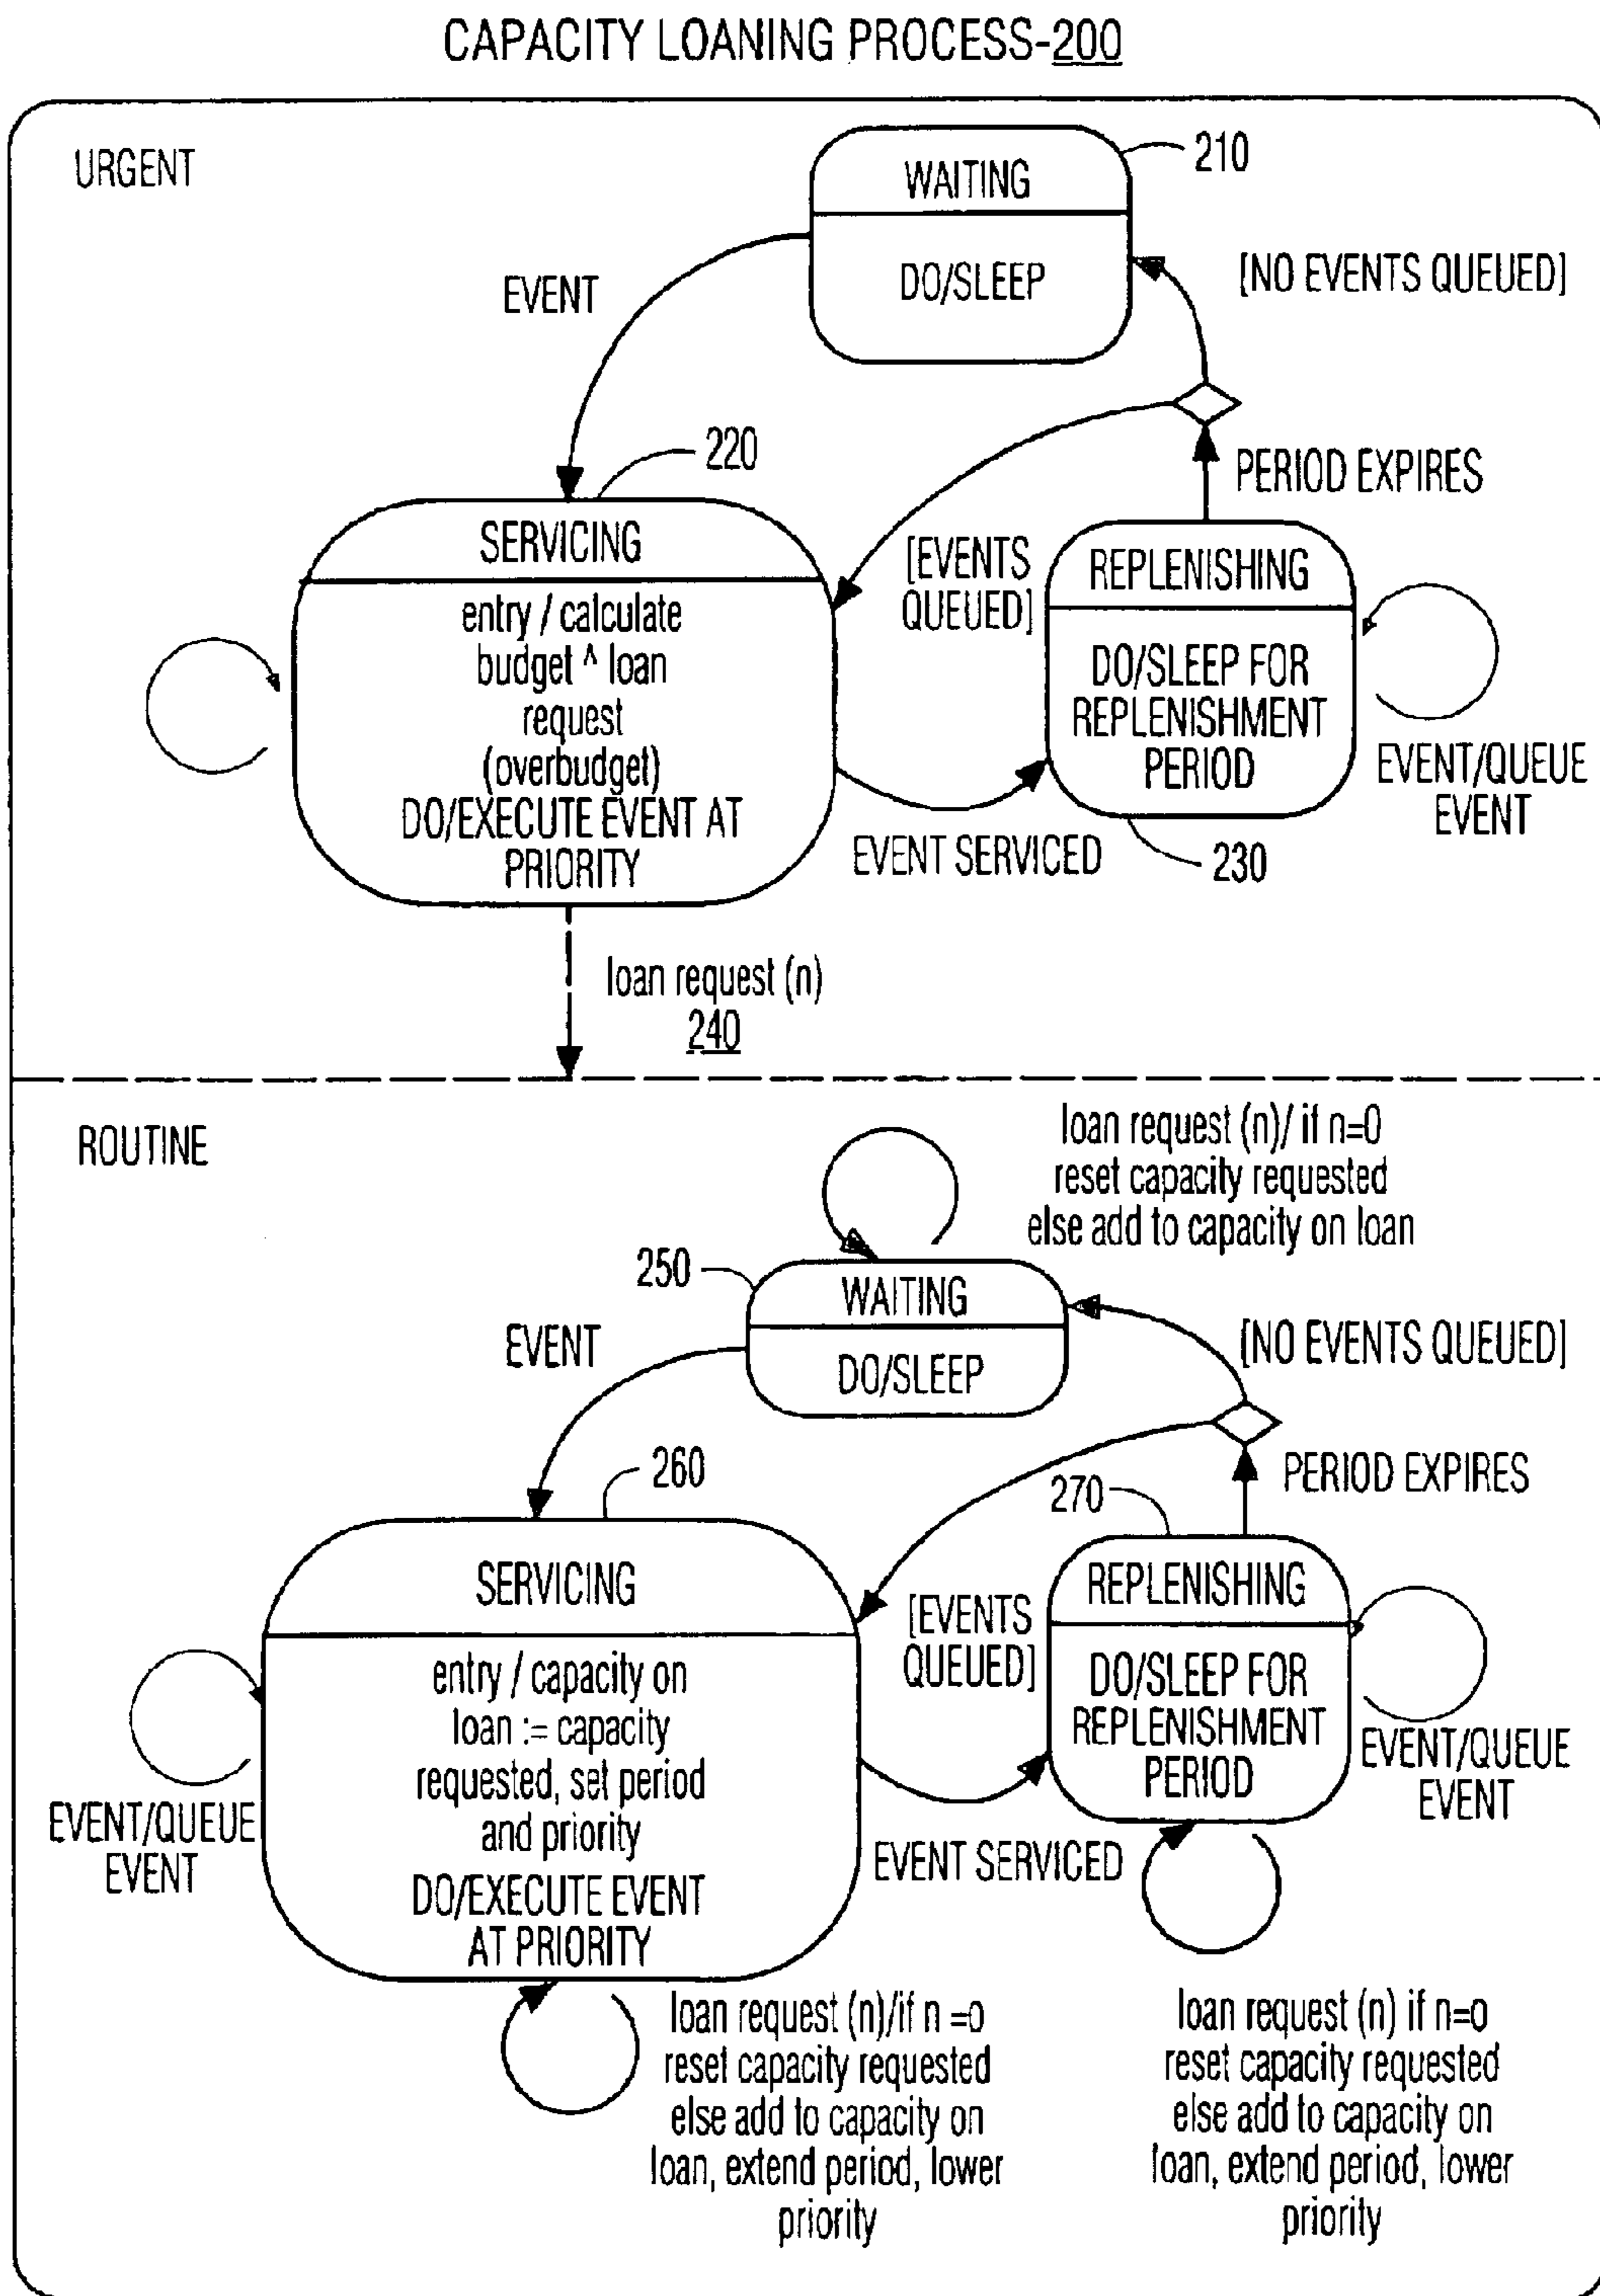 CAPACITY LOANING PROCESS-200
URGENT
210
WAITING
DO/SLEEP
[NO EVENTS QUEUED]
EVENT
220
PERIOD EXPIRES
SERVICING
entry / calculate
budget ^ loan
request
(overbudget)
DO/EXECUTE EVENT AT
PRIORITY
[EVENTS
QUEUED]
REPLENISHING
DO/SLEEP FOR
REPLENISHMENT
PERIOD
EVENT/QUEUE
EVENT
EVENT SERVICED
230
loan request (n)
240
ROUTINE
loan request (n)/ if n=0
reset capacity requested
else add to capacity on loan
250
WAITING
DO/SLEEP
[NO EVENTS QUEUED]
EVENT
260
PERIOD EXPIRES
270
SERVICING
entry / capacity on
loan := capacity
requested, set period
and priority
DO/EXECUTE EVENT
AT PRIORITY
[EVENTS
QUEUED]
REPLENISHING
DO/SLEEP FOR
REPLENISHMENT
PERIOD
EVENT/QUEUE
EVENT
EVENT/QUEUE
EVENT
EVENT SERVICED
loan request (n)/if n =o
reset capacity requested
else add to capacity on
loan, extend period, lower
priority
loan request (n) if n=o
reset capacity requested
else add to capacity on
loan, extend period, lower
priority